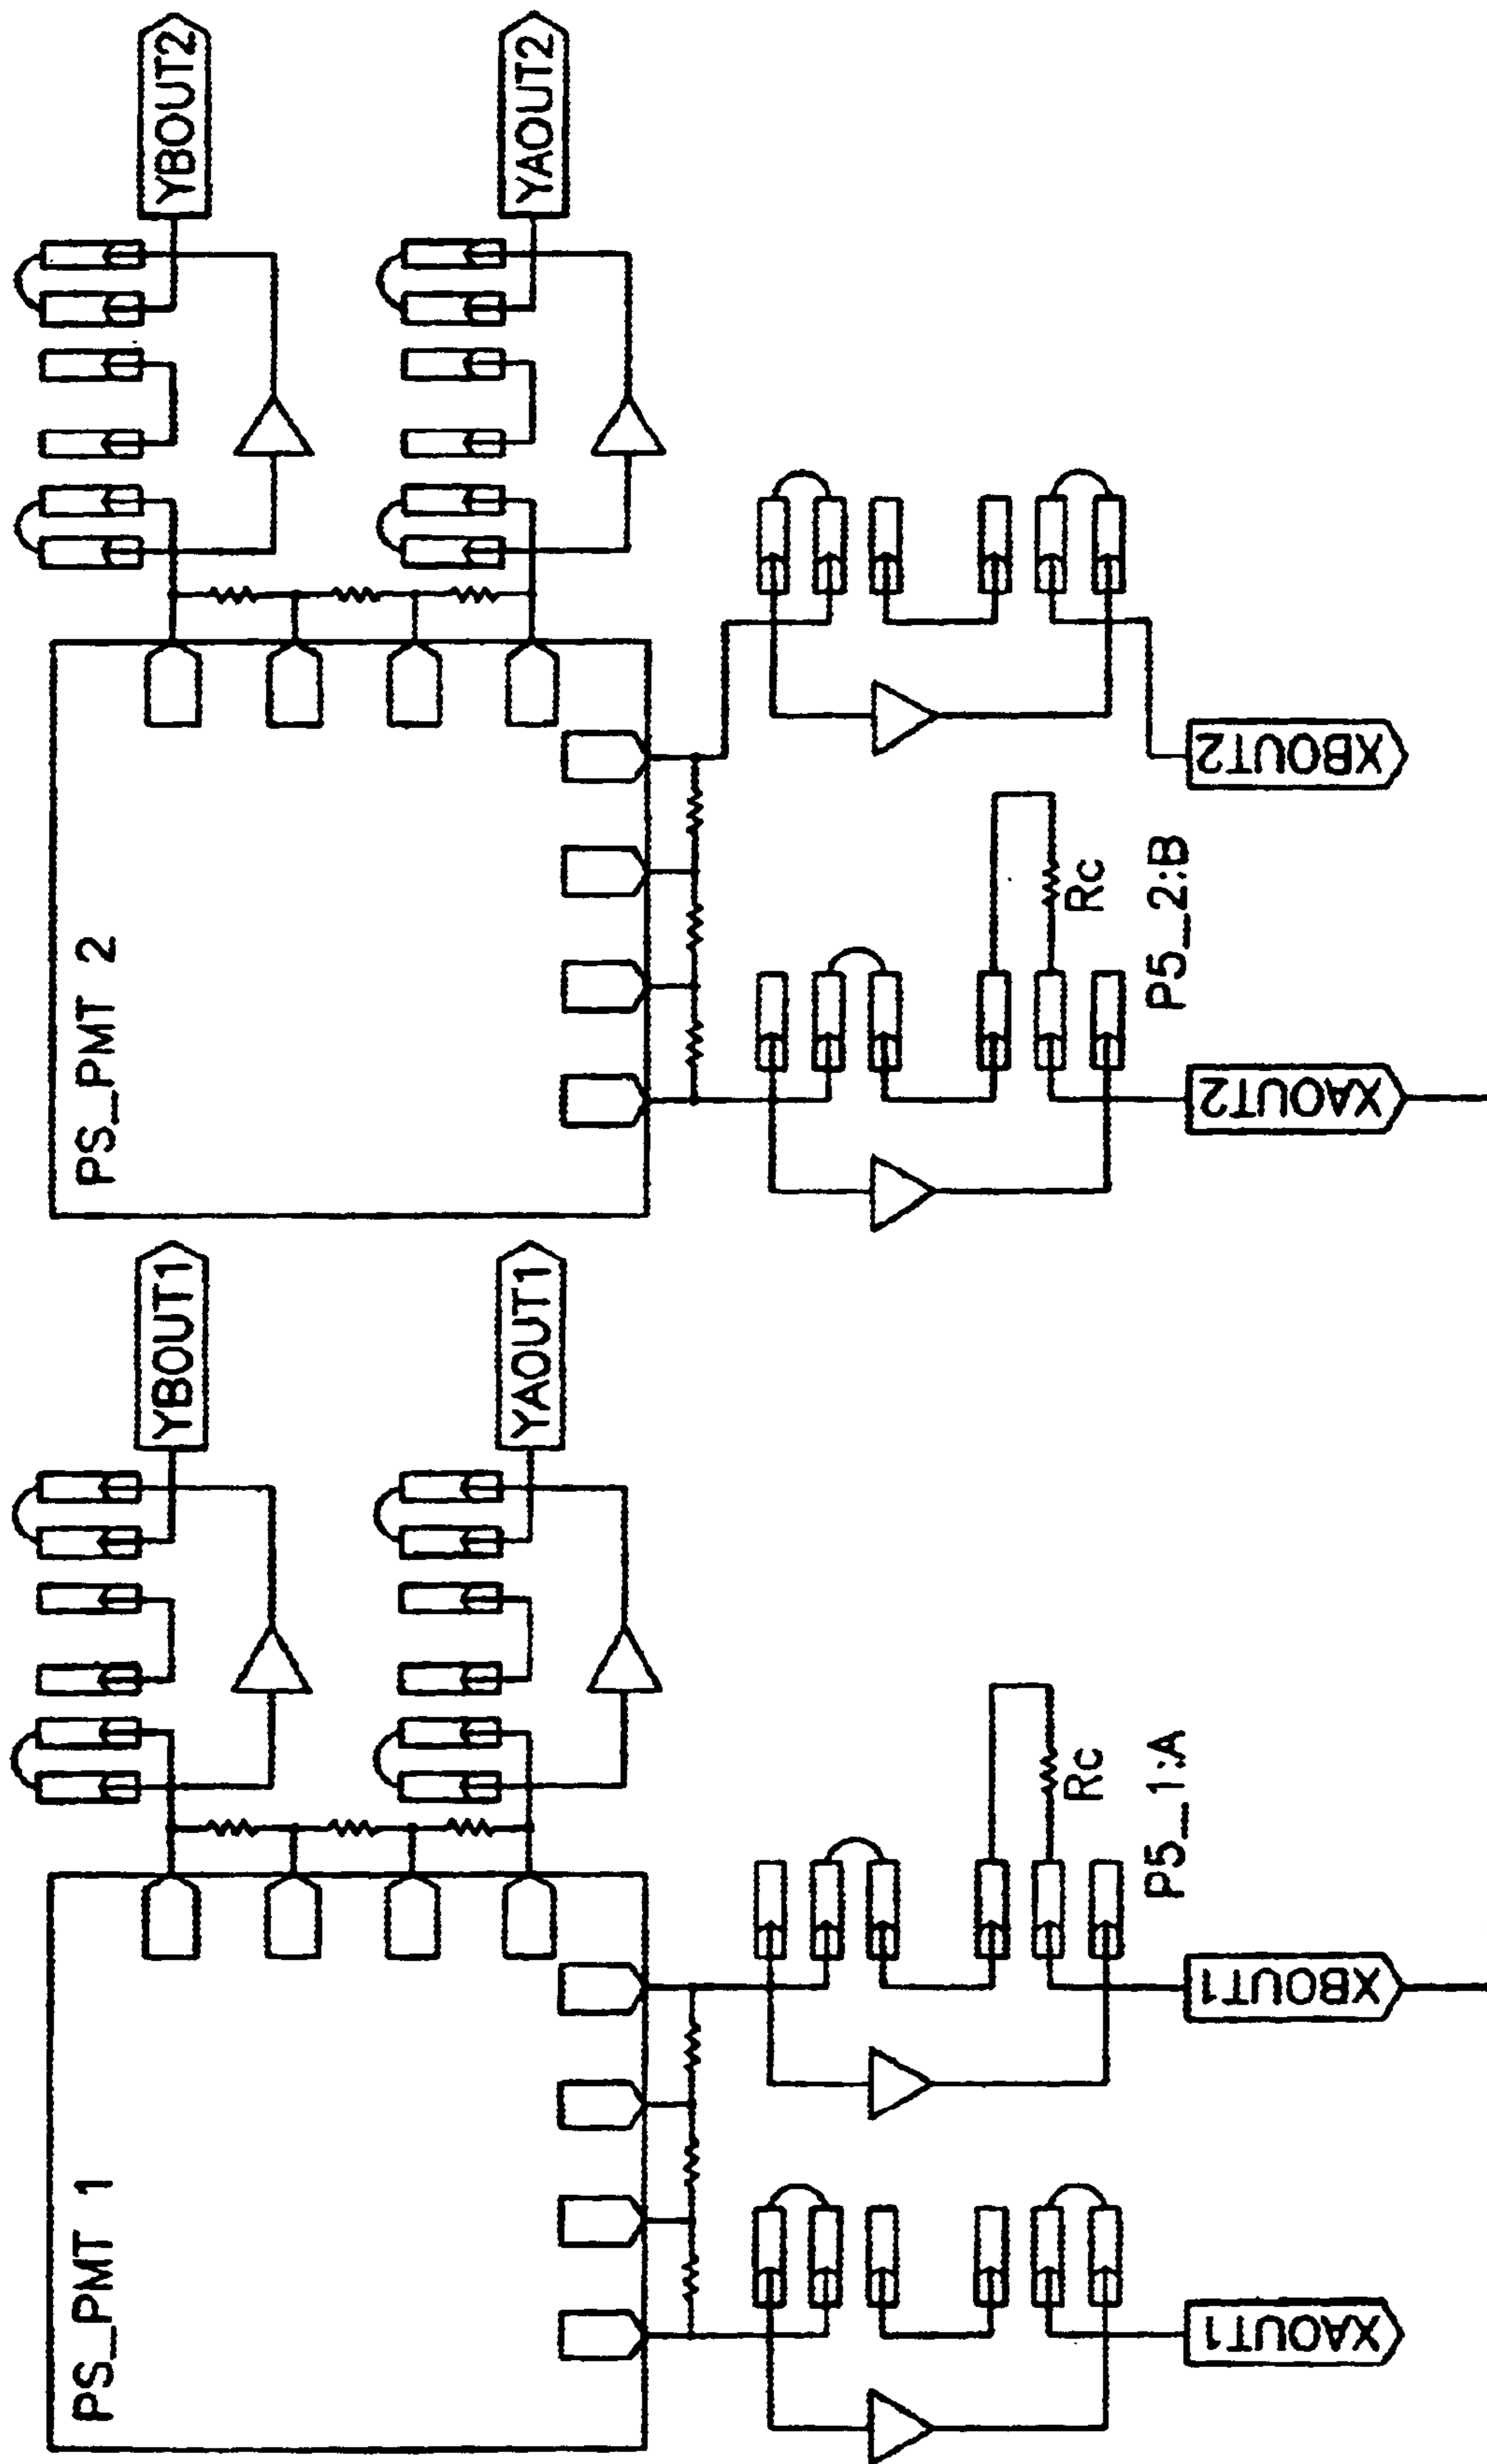 PS_PMT 1
YBOUT1
YAOUT1
Rc
P5_1:A
XAOUT1
XBOUT1
PS_PMT 2
YBOUT2
YAOUT2
Rc
P5_2:B
XAOUT2
XBOUT2